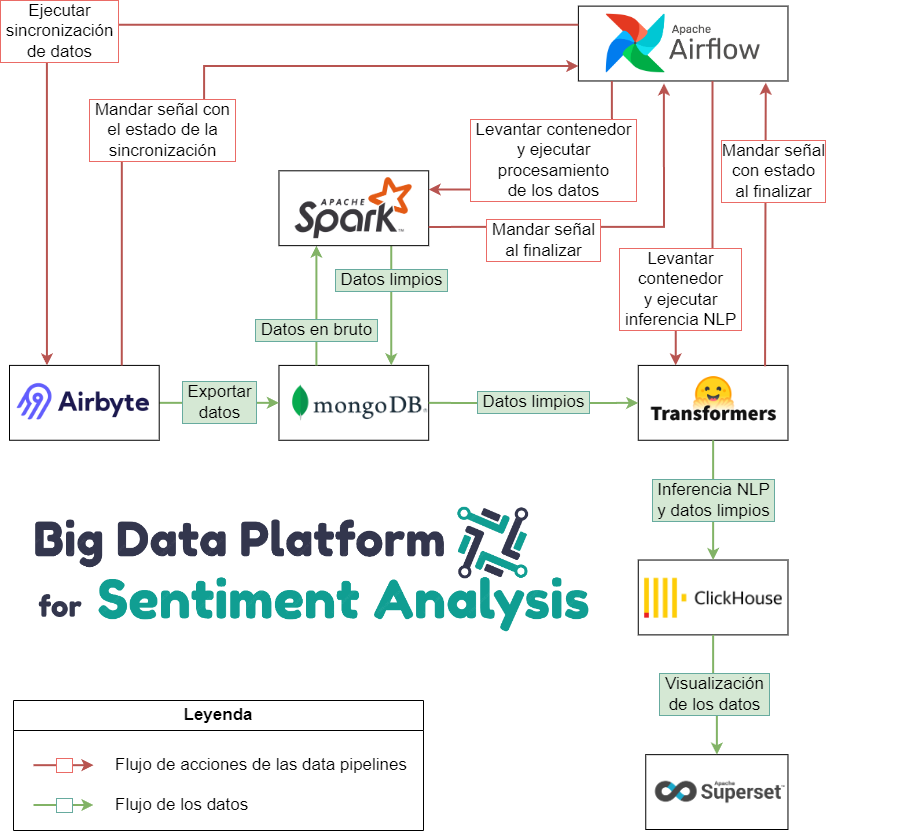 Ejecutar
sincronización
de datos
Apache
Airflow
Mandar señal con
el estado de la
sincronización
Levantar contenedor
y ejecutar
procesamiento
de los datos
Mandar señal
con estado
al finalizar
APACHE
Spark™
Mandar señal
al finalizar
Levantar
contenedor
y ejecutar
inferencia NLP
Datos limpios
Datos en bruto
Airbyte
Exportar
datos
mongoDB®
Datos limpios
Transformers
Inferencia NLP
y datos limpios
Big Data Platform
for Sentiment Analysis
ClickHouse
Visualización
de los datos
Leyenda
Flujo de acciones de las data pipelines
Flujo de los datos
Apache
Superset™